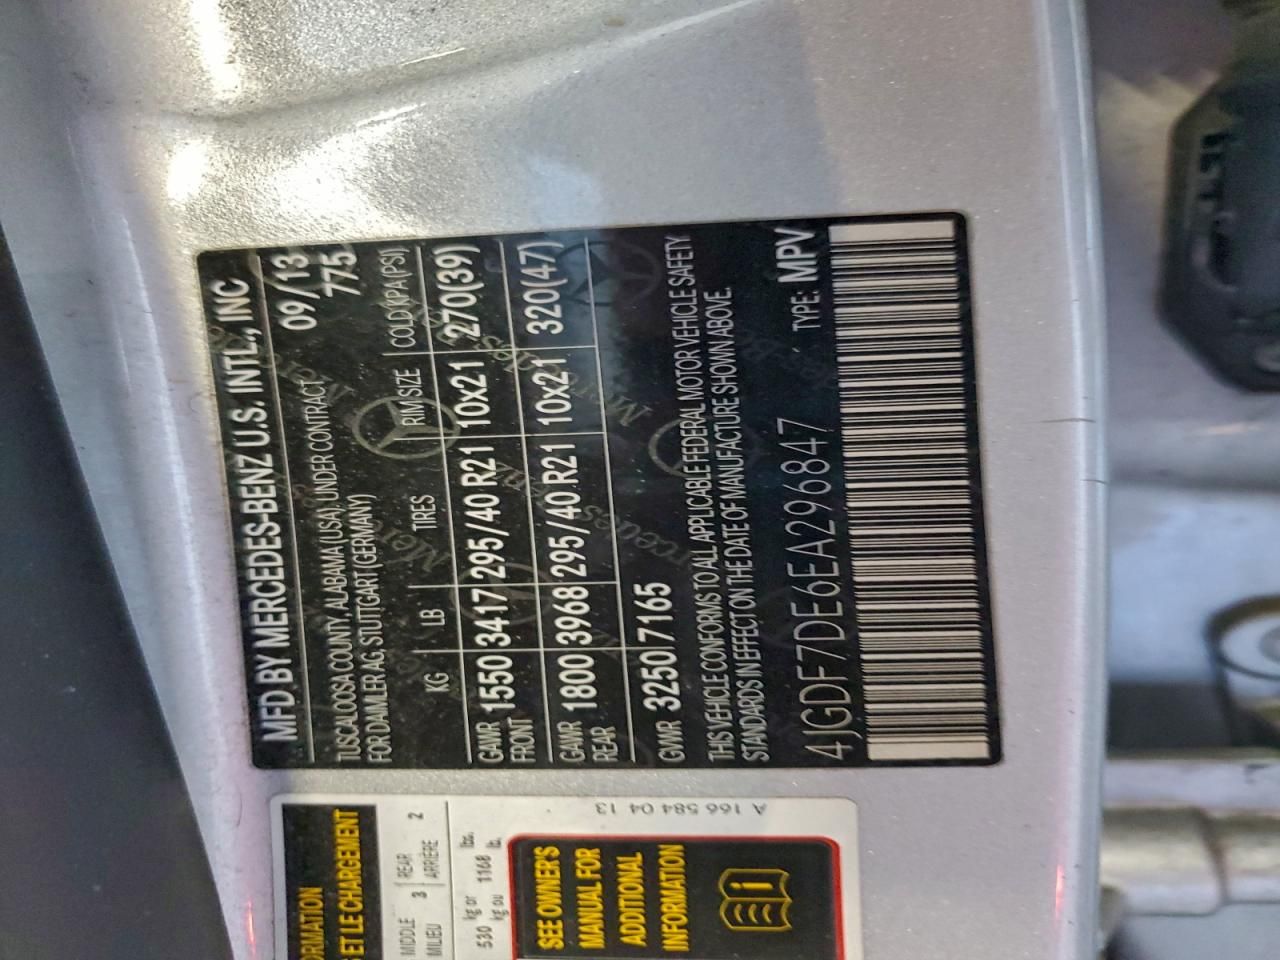 MFD BY MERCEDES-BENZ U.S. INTL., INC
09/13
775
TUSCALOOSA COUNTY, ALABAMA (USA), UNDER CONTRACT
FOR DAIMLER AG, STUTTGART (GERMANY)
KG LB TIRES RIM SIZE COLD KPA (PSI)
GAWR FRONT 1550 3417 295/40 R21 10x21 270(39)
GAWR REAR 1800 3968 295/40 R21 10x21 320(47)
GVWR 3250 / 7165
THIS VEHICLE CONFORMS TO ALL APPLICABLE FEDERAL MOTOR VEHICLE SAFETY
STANDARDS IN EFFECT ON THE DATE OF MANUFACTURE SHOWN ABOVE.
4JGDF7DE6EA296847 TYPE: MPV
ORMATION
ET LE CHARGEMENT
MIDDLE 3 REAR 2
MILIEU ARRIÈRE
530 kg or 1168 lbs.
kg ou lb.
SEE OWNER'S
MANUAL FOR
ADDITIONAL
INFORMATION
A 166 584 04 13